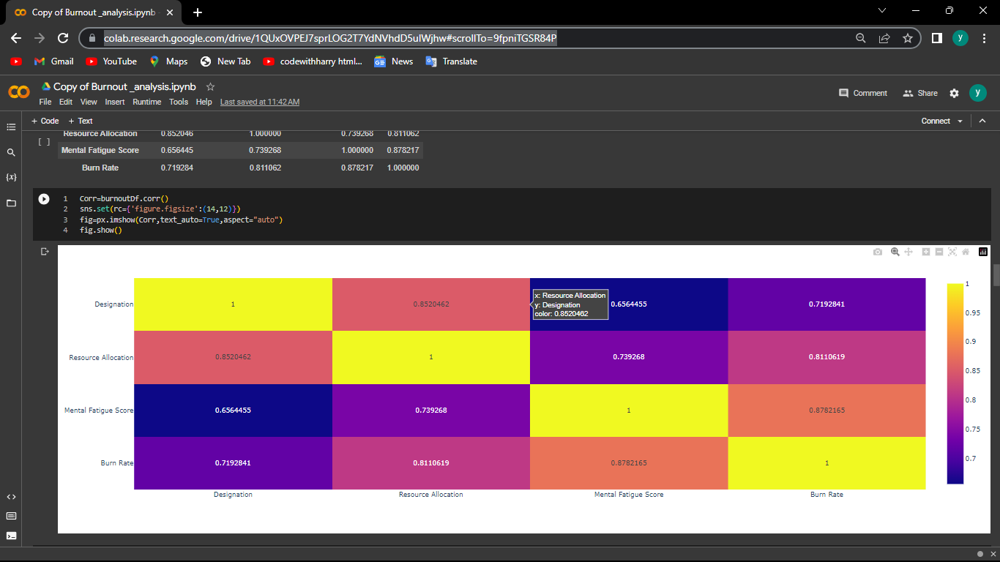 Copy of Burnout _analysis.ipynb
colab.research.google.com/drive/1QUxOVPEJ7sprLOG2T7YdNVhdD5ulWjhw#scrollTo=9fpniTGSR84P
y
Gmail YouTube Maps New Tab codewithharry html... News Translate
Copy of Burnout _analysis.ipynb
File Edit View Insert Runtime Tools Help Last saved at 11:42 AM
Comment Share y
+ Code + Text Connect
Resource Allocation 0.852046 1.000000 0.739268 0.811062
[ ]
Mental Fatigue Score 0.656445 0.739268 1.000000 0.878217
Burn Rate 0.719284 0.811062 0.878217 1.000000
{x}
1 Corr=burnoutDf.corr()
2 sns.set(rc={'figure.figsize':(14,12)})
3 fig=px.imshow(Corr,text_auto=True,aspect="auto")
4 fig.show()
Designation 1 0.8520462 0.6564455 0.7192841
x: Resource Allocation
y: Designation
color: 0.8520462
Resource Allocation 0.8520462 1 0.739268 0.8110619
Mental Fatigue Score 0.6564455 0.739268 1 0.8782165
Burn Rate 0.7192841 0.8110619 0.8782165 1
Designation Resource Allocation Mental Fatigue Score Burn Rate
1
0.95
0.9
0.85
0.8
0.75
0.7